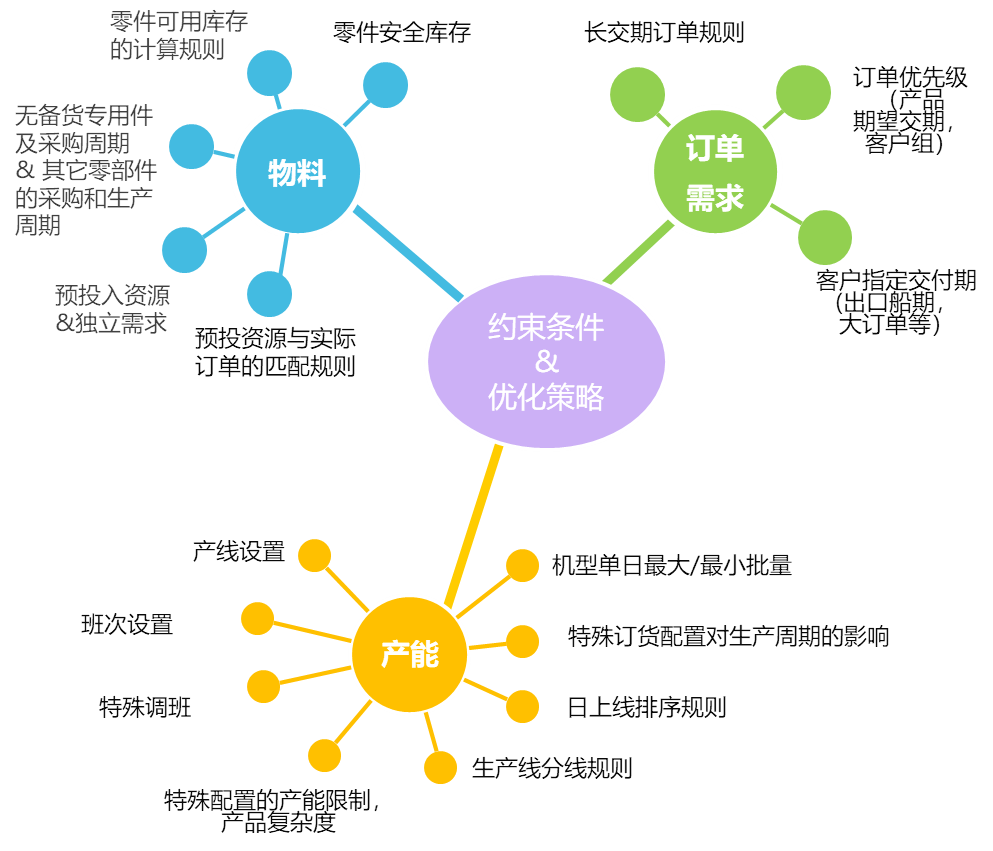 零件可用库存
的计算规则
零件安全库存
无备货专用件
及采购周期
& 其它零部件
的采购和生产
周期
物料
预投入资源
&独立需求
预投资源与实际
订单的匹配规则
长交期订单规则
订单优先级
（产品
期望交期，
客户组）
订单
需求
客户指定交付期
（出口船期，
大订单等）
约束条件
&
优化策略
产线设置
班次设置
特殊调班
特殊配置的产能限制，
产品复杂度
产能
机型单日最大/最小批量
特殊订货配置对生产周期的影响
日上线排序规则
生产线分线规则